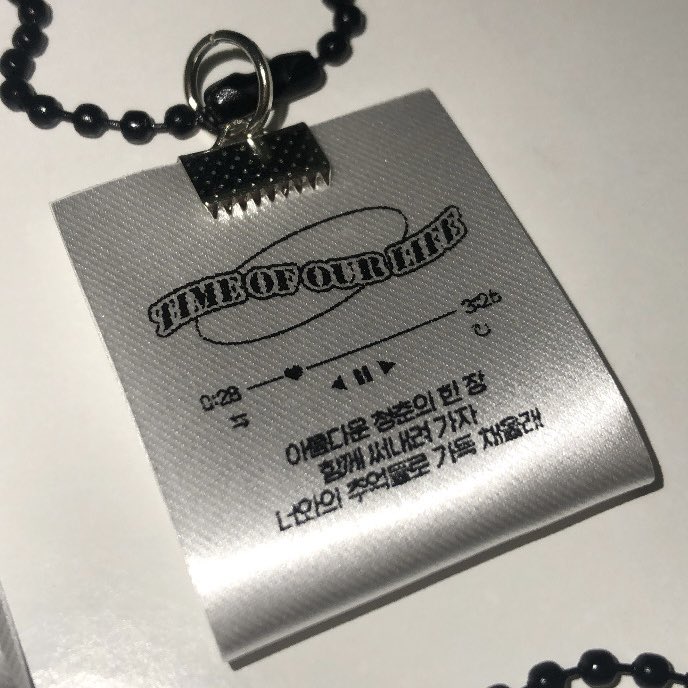 TIME OF OUR LIFE
0:28 3:26
아름다운 청춘의 한 장
함께 써내려 가자
너와의 추억들로 가득 채울래